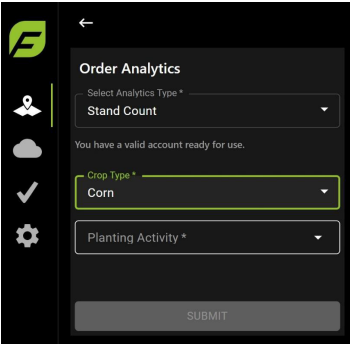 Order Analytics
Select Analytics Type *
Stand Count
You have a valid account ready for use.
Crop Type *
Corn
Planting Activity *
SUBMIT